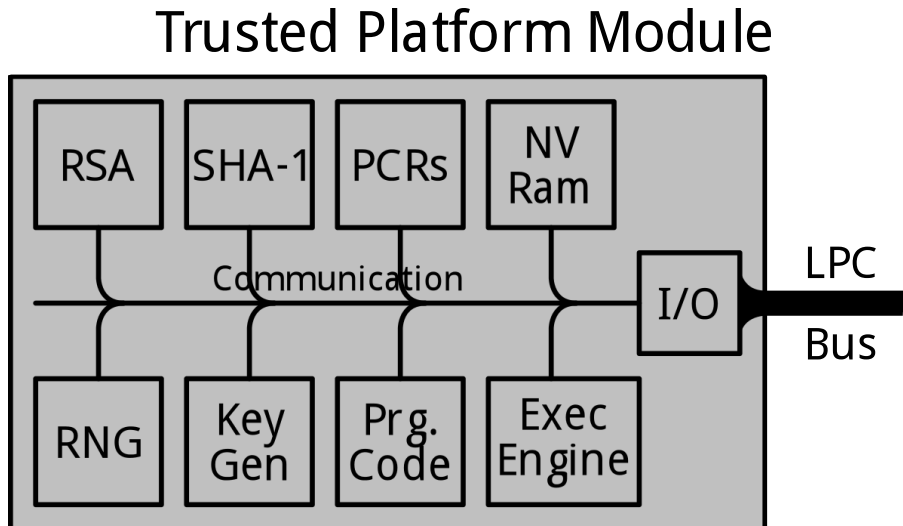 Trusted Platform Module
RSA
SHA-1
PCRs
NV
Ram
Communication
I/O
LPC
Bus
RNG
Key
Gen
Prg.
Code
Exec
Engine